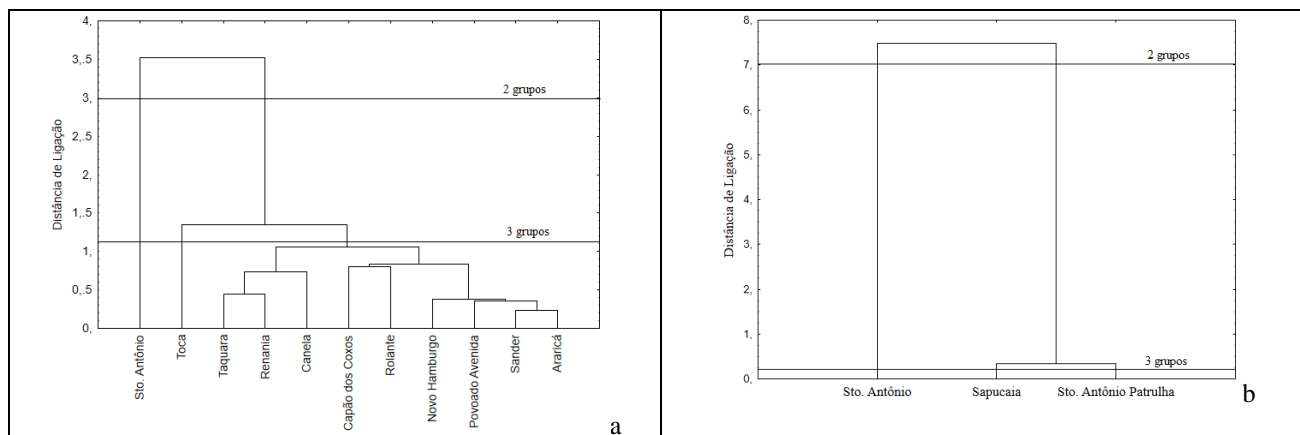 4,
3,.5
3,
2,.5
2,
1,.5
1,
0,.5
0,
Distância de Ligação
2 grupos
3 grupos
Sto. Antônio
Toca
Taquara
Renania
Canela
Capão dos Coxos
Rolante
Novo Hamburgo
Povoado Avenida
Sander
Araricá
a
8,
7,
6,
5,
4,
3,
2,
1,
0,
Distância de Ligação
2 grupos
3 grupos
Sto. Antônio
Sapucaia
Sto. Antônio Patrulha
b